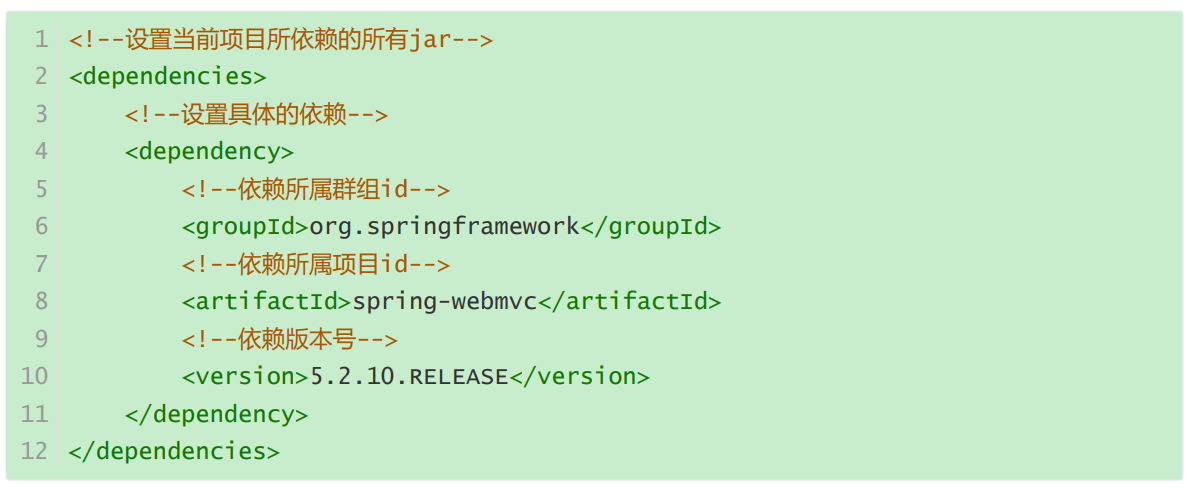 1 <!--设置当前项目所依赖的所有jar-->
2 <dependencies>
3     <!--设置具体的依赖-->
4     <dependency>
5         <!--依赖所属群组id-->
6         <groupId>org.springframework</groupId>
7         <!--依赖所属项目id-->
8         <artifactId>spring-webmvc</artifactId>
9         <!--依赖版本号-->
10         <version>5.2.10.RELEASE</version>
11     </dependency>
12 </dependencies>